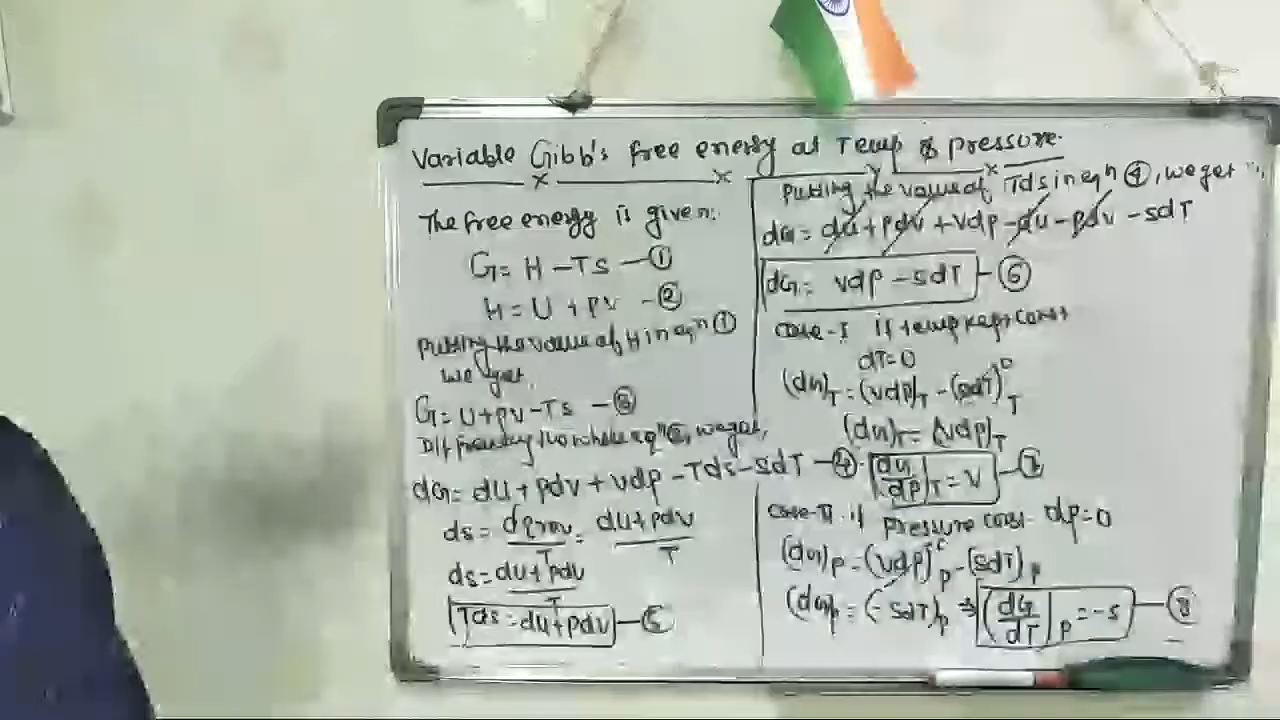 Variable Gibb's free energy at Temp & pressure.
The free energy is given:
G = H - TS — ①
H = U + PV - ②
Putting the value of H in eqn ①
we get,
G = U + PV - TS - ③
the whole eqn we get,
dG = dU + pdv + vdp - Tds - SdT - ④.
ds = dqrev/T = du+pdv/T
ds = du+pdv/T
Tds = du+pdv - ⑤
Putting the value of Tds in eqn ④, we get
dG = du + pdv + vdp - du - pdv - sdT
dG = vdp - sdT - ⑥
Case-I if temp kept const
dT = 0
(dG)T = (vdp)T - (sdT)T 0
(dG)T = (vdp)T
(dG/dP)T = V - ⑦
Case-II if pressure const. dp = 0
(dG)p = (vdp)p 0 - (sdT)p
(dG)p = (-sdT)p ⇒ (dG/dT)p = -s - ⑧